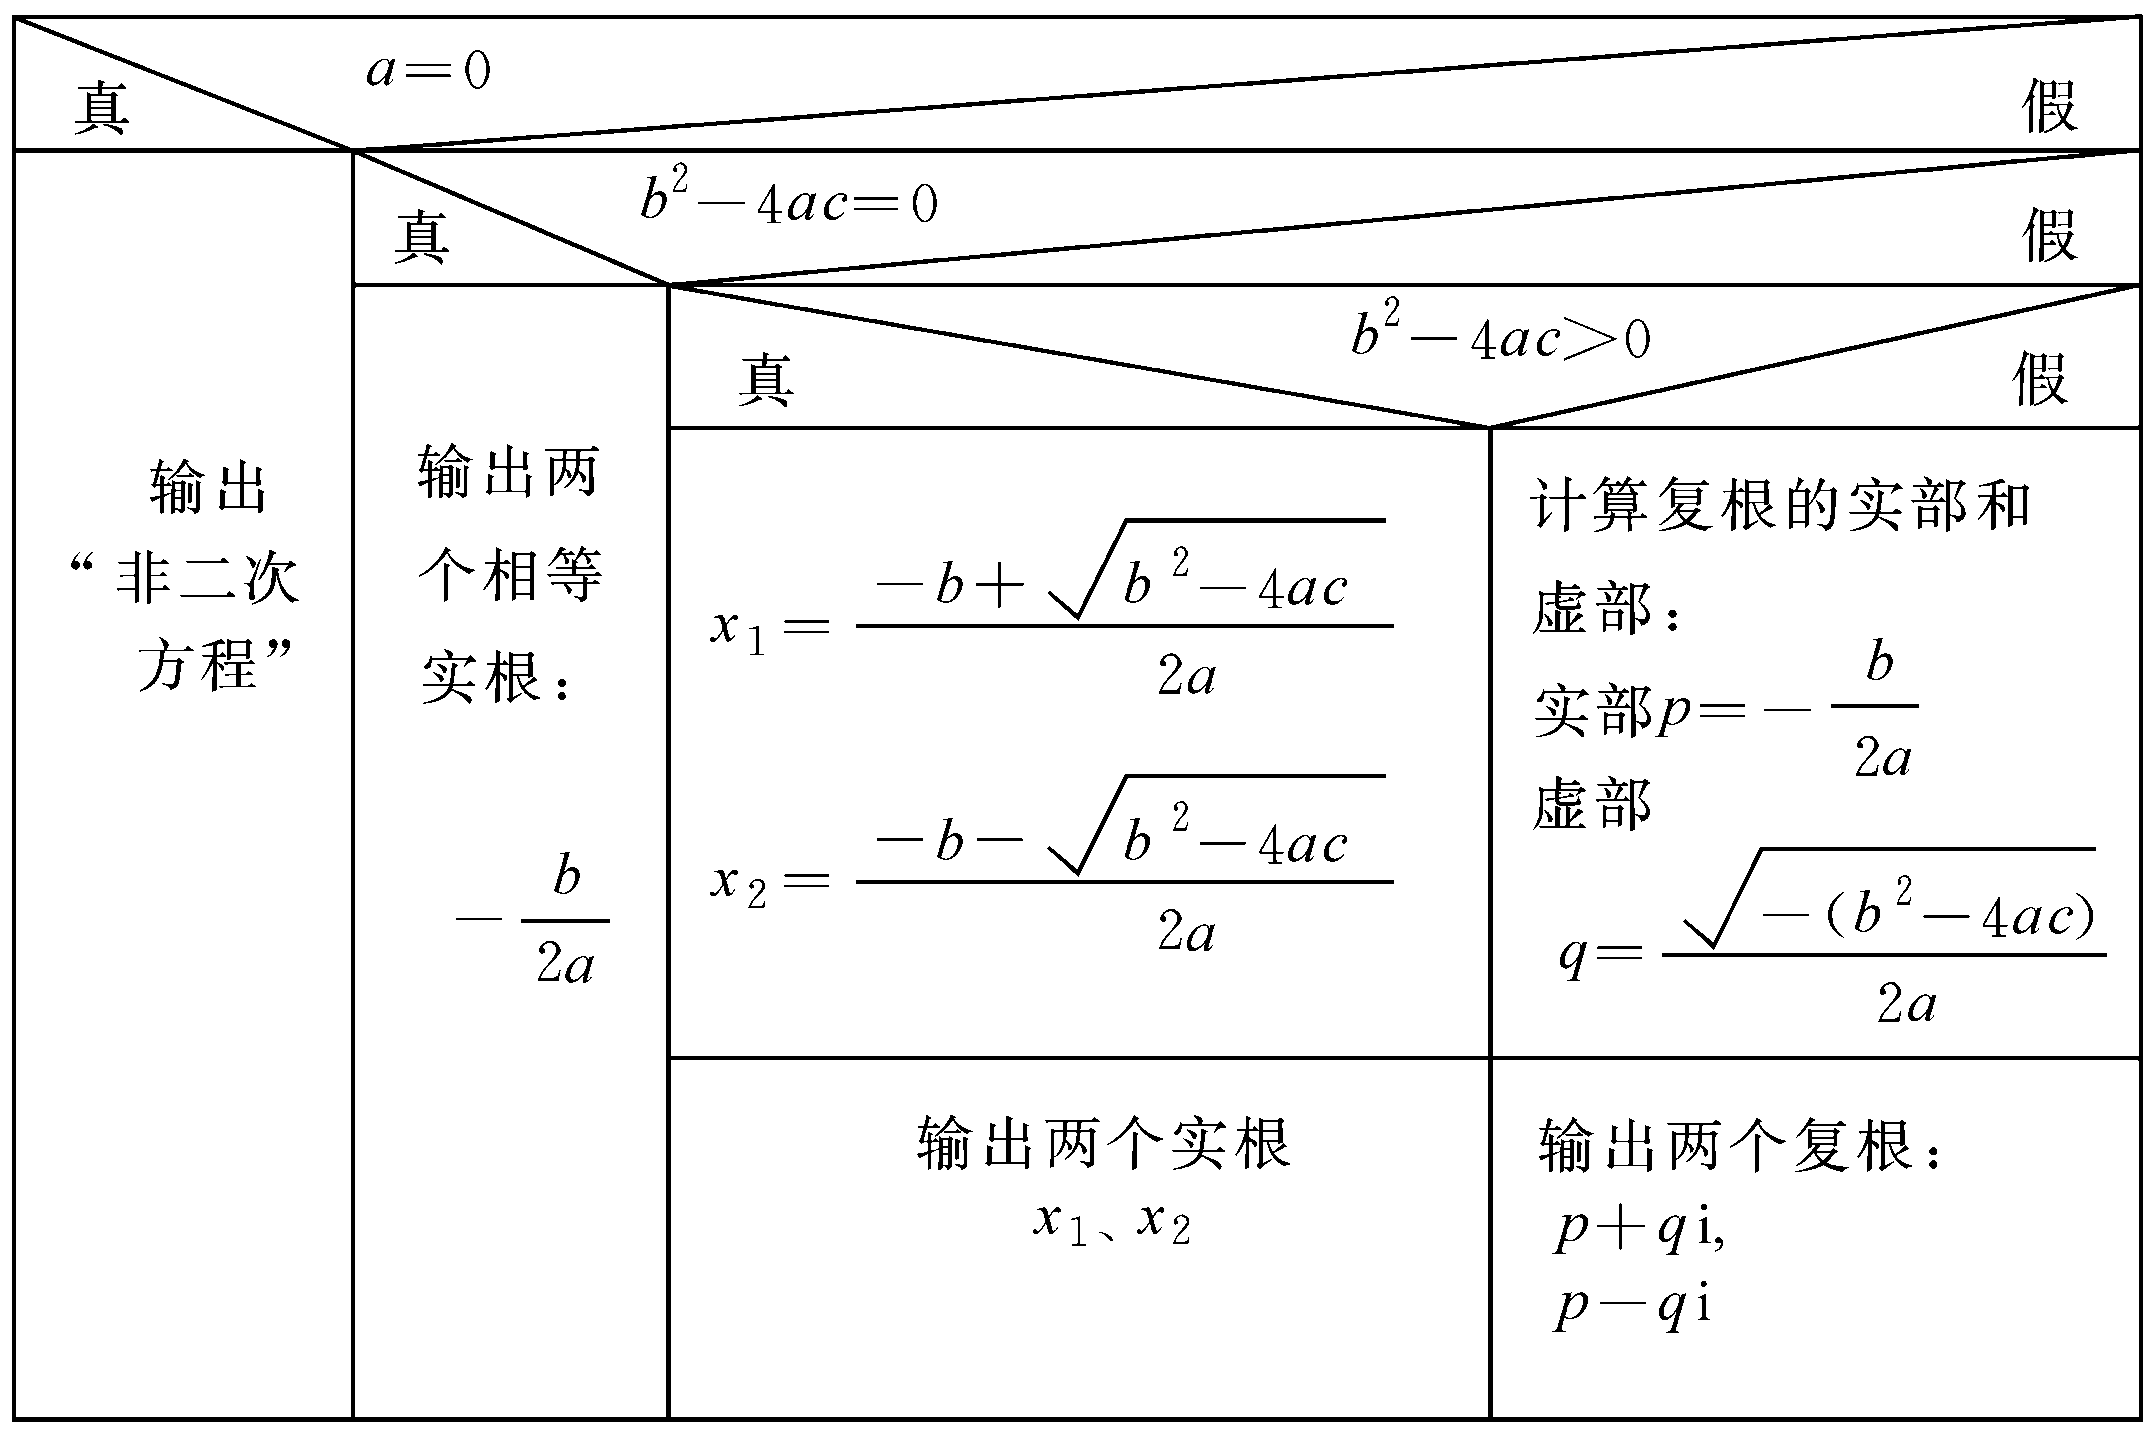 a=0
真 假
b²－4ac=0
真 假
b²－4ac>0
真 假
输出
“非二次
方程”
输出两
个相等
实根：
－b/2a
x₁=(－b+√(b²－4ac))/2a
x₂=(－b－√(b²－4ac))/2a
计算复根的实部和
虚部：
实部p=－b/2a
虚部
q=√(－(b²－4ac))/2a
输出两个实根
x₁、x₂
输出两个复根：
p+qi,
p－qi